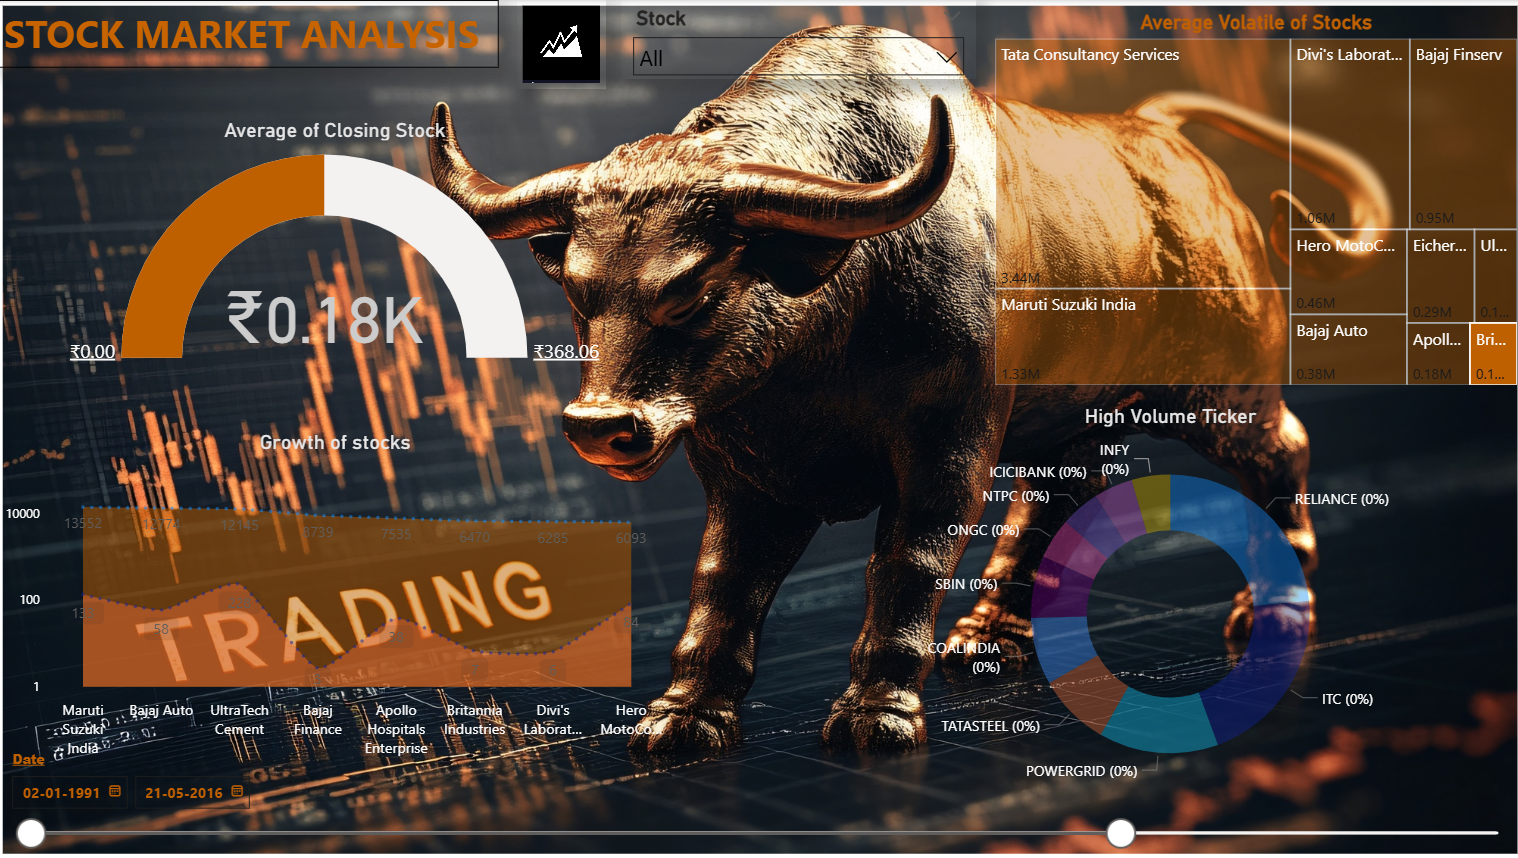 STOCK MARKET ANALYSIS
Stock
All
Average of Closing Stock
₹0.18K
₹0.00
₹368.06
Growth of stocks
10000
100
1
13552
12145
8739
7535
6470
6285
6093
58
Maruti
Suzuki
India
Bajaj Auto
UltraTech
Cement
Bajaj
Finance
Apollo
Hospitals
Enterprise
Britannia
Industries
Divi's
Laborat...
Hero
MotoCo...
TRADING
Date
02-01-1991
21-05-2016
Average Volatile of Stocks
Tata Consultancy Services
3.44M
Maruti Suzuki India
1.33M
Divi's Laborat...
1.06M
Bajaj Finserv
0.95M
Hero MotoC...
0.46M
Bajaj Auto
0.38M
Eicher...
0.29M
Ul...
0.1...
Apoll...
0.18M
Bri...
0.1...
High Volume Ticker
INFY
(0%)
ICICIBANK (0%)
NTPC (0%)
ONGC (0%)
SBIN (0%)
COALINDIA
(0%)
TATASTEEL (0%)
POWERGRID (0%)
ITC (0%)
RELIANCE (0%)